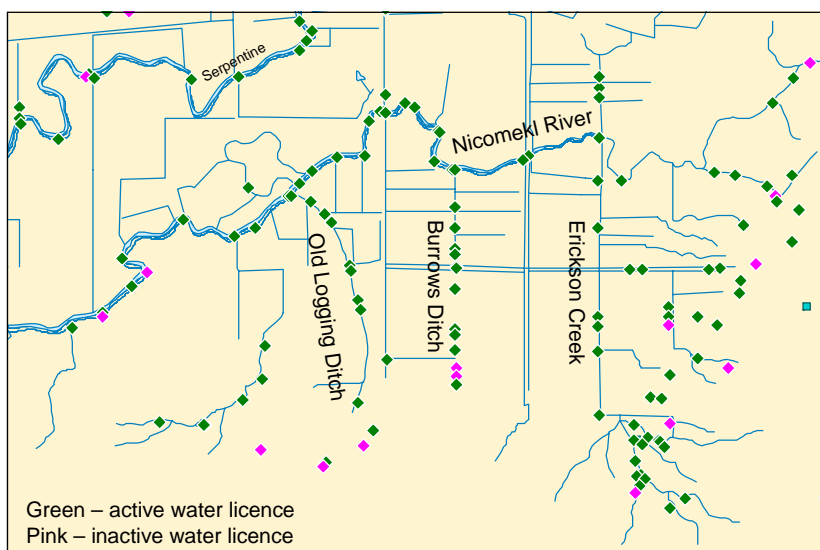 Serpentine
Nicomekl River
Old Logging Ditch
Burrows Ditch
Erickson Creek
Green – active water licence
Pink – inactive water licence